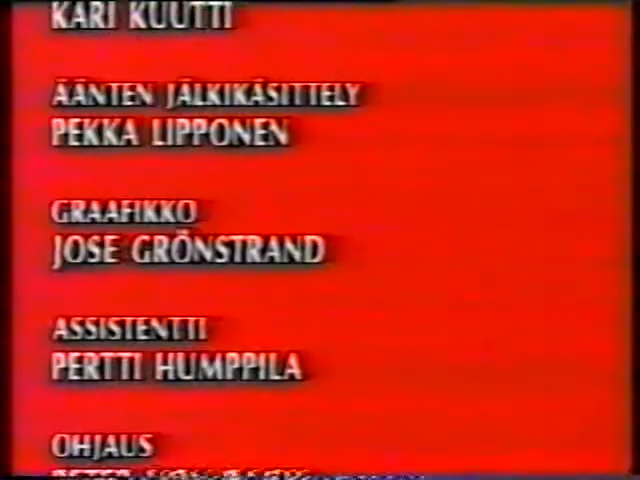 KARI KUUTTI
ÄÄNTEN JÄLKIKÄSITTELY
PEKKA LIPPONEN
GRAAFIKKO
JOSE GRÖNSTRAND
ASSISTENTTI
PERTTI HUMPPILA
OHJAUS